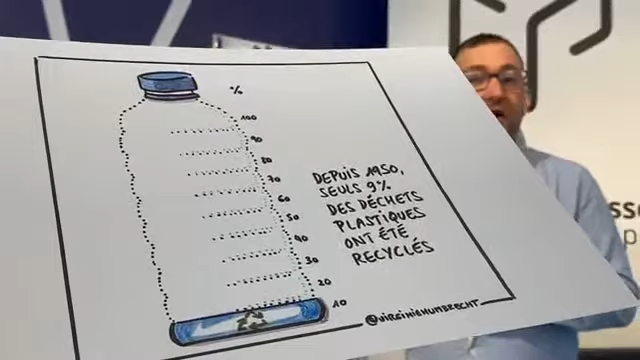 %
100
90
80
70
60
50
40
30
20
10
DEPUIS 1950,
SEULS 9%
DES DÉCHETS
PLASTIQUES
ONT ÉTÉ
RECYCLÉS
@VIRGINIEHUMBRECHT